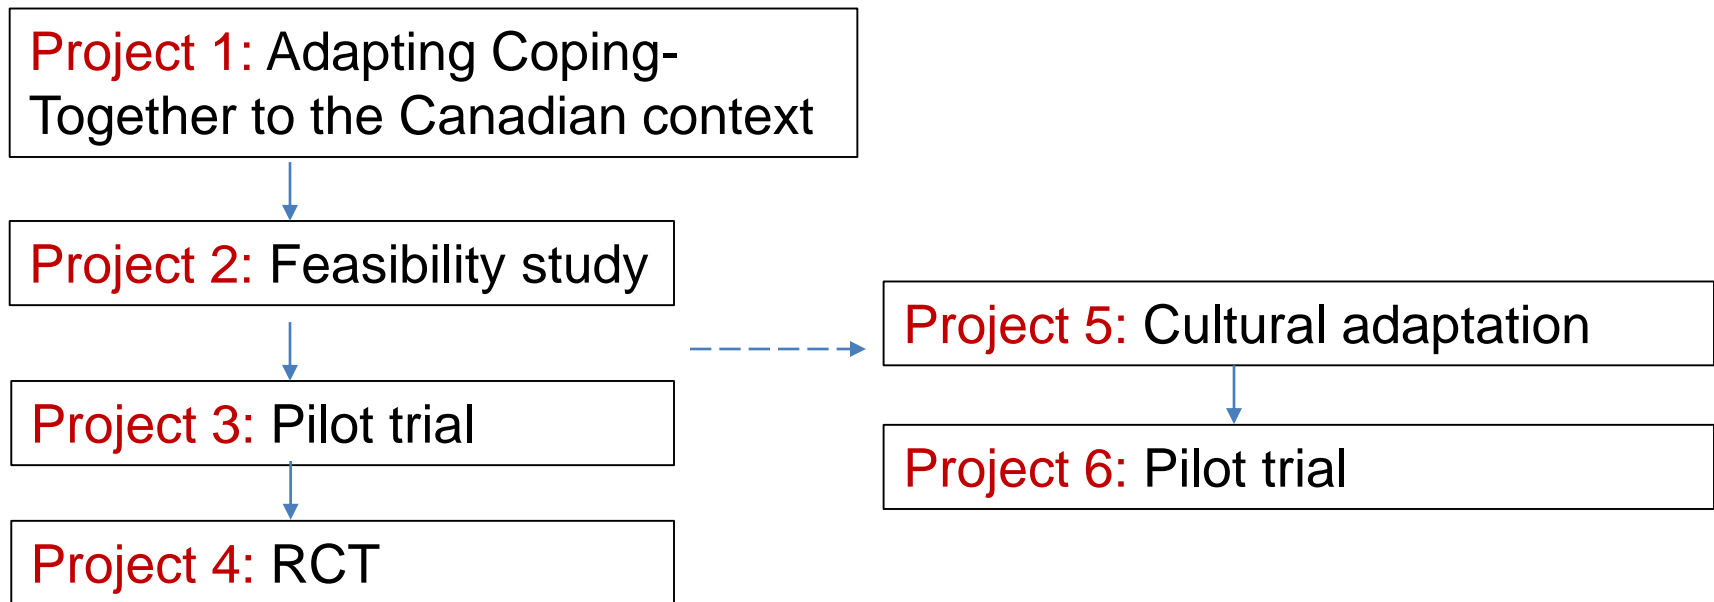 Project 1: Adapting Coping-
Together to the Canadian context
Project 2: Feasibility study
Project 3: Pilot trial
Project 4: RCT
Project 5: Cultural adaptation
Project 6: Pilot trial